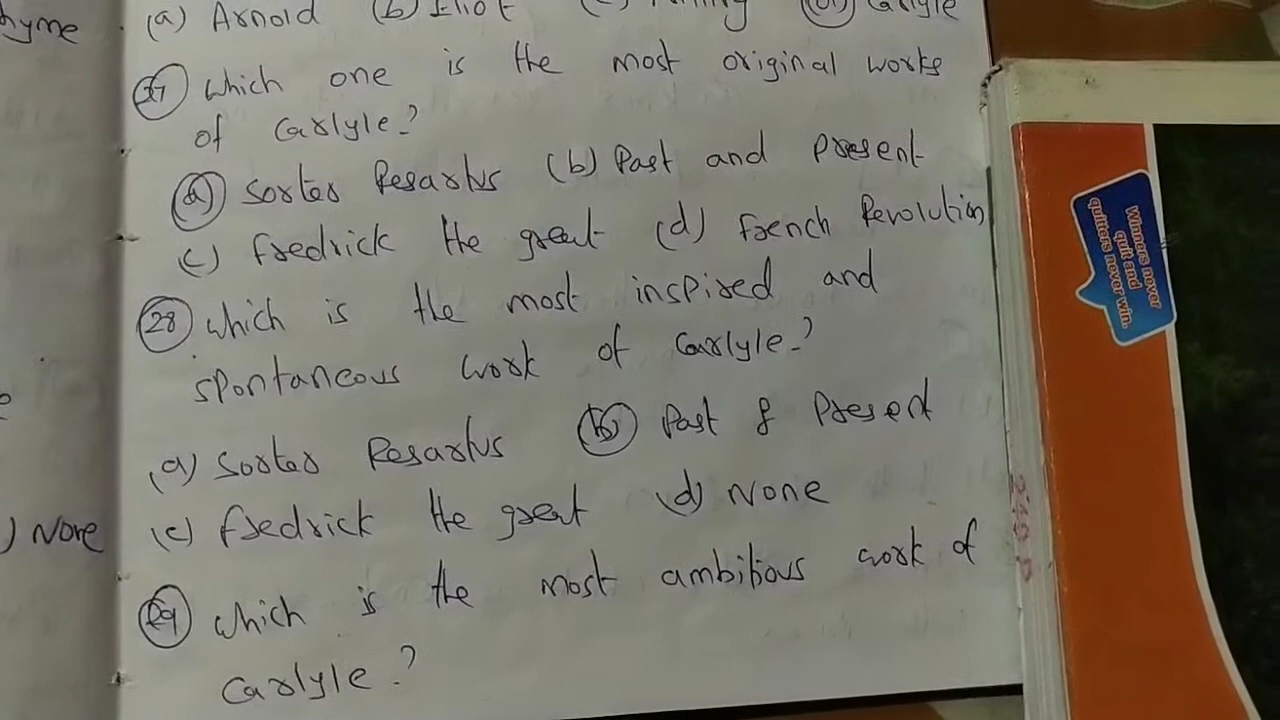 hyme
(a) Arnold (b) Eliot (d) Carlyle
27 Which one is the most original works
of Carlyle?
(a) Sorter Resartus (b) Past and present
(c) Fredrick the great (d) French Revolution
28 Which is the most inspired and
spontaneous work of Carlyle?
(a) Sorter Resartus (b) Past & Present
) None
(c) Fredrick the great (d) None
29 Which is the most ambitious work of
Carlyle?
Winners never
quit and
quitters never win.